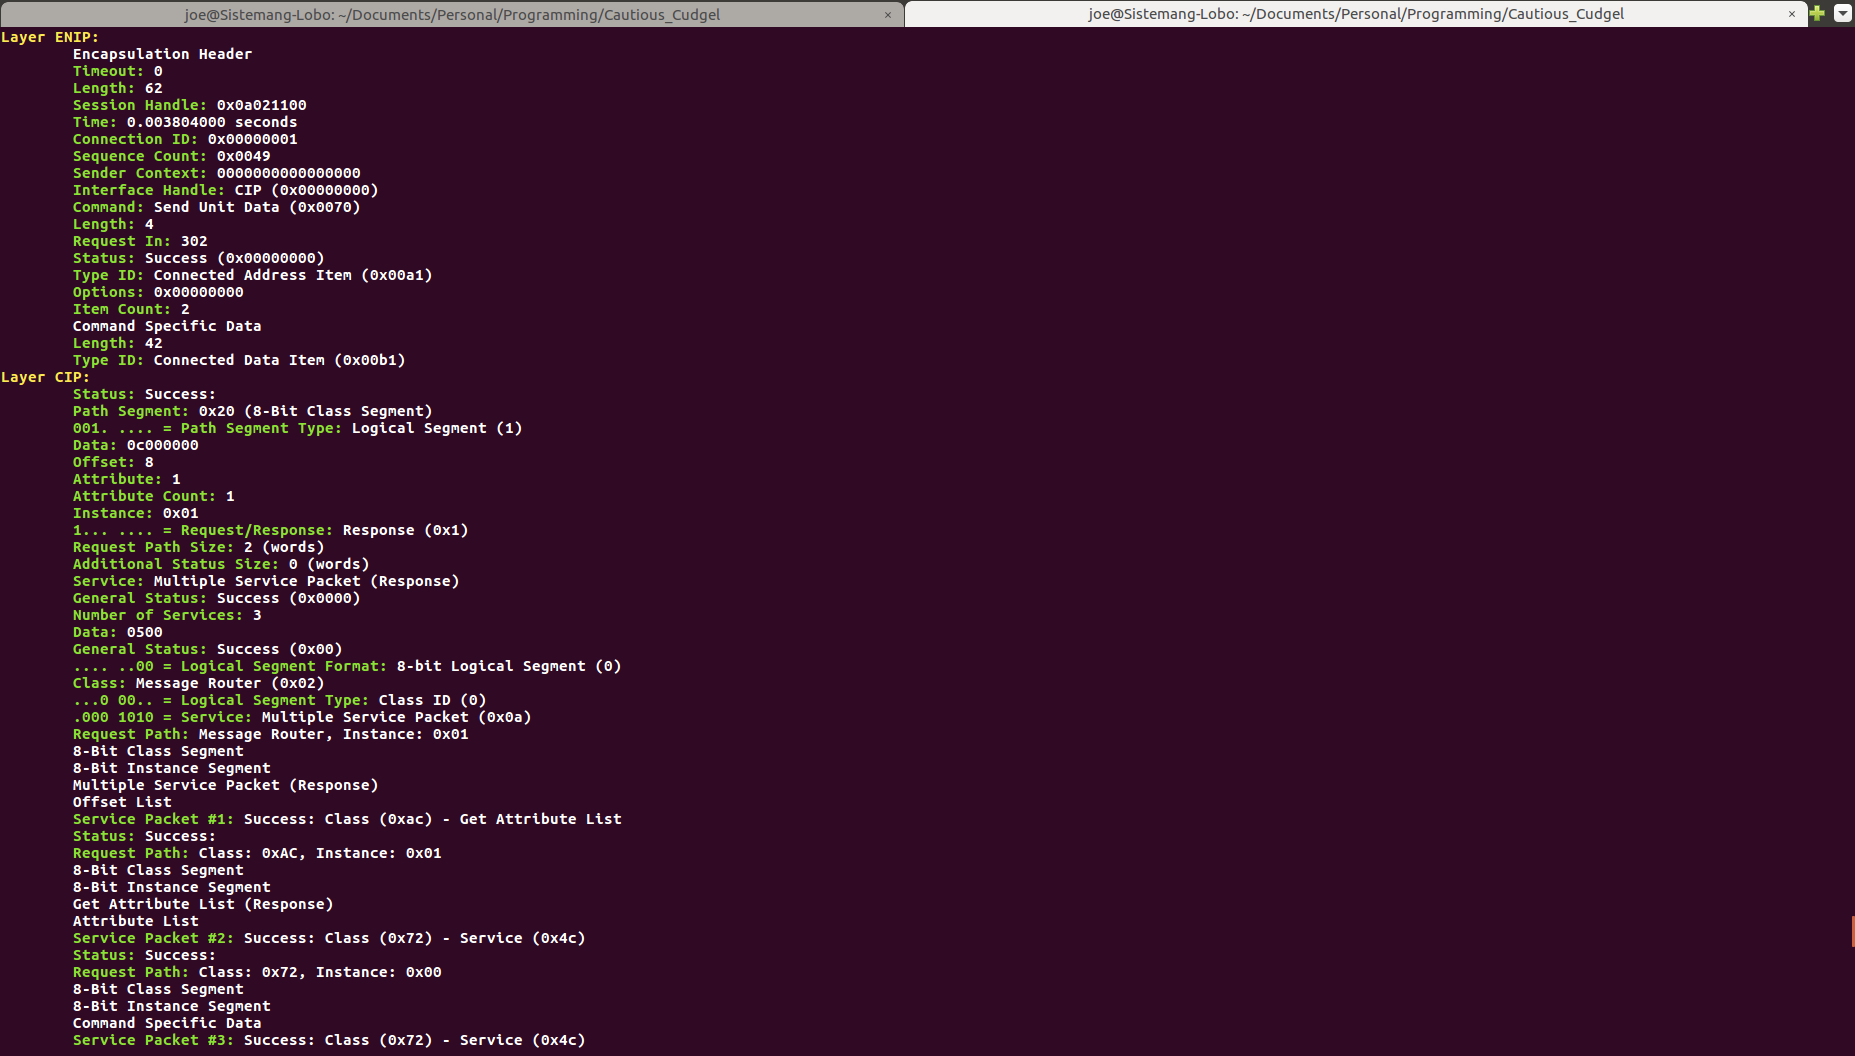 joe@Sistemang-Lobo: ~/Documents/Personal/Programming/Cautious_Cudgel ×
joe@Sistemang-Lobo: ~/Documents/Personal/Programming/Cautious_Cudgel ×
Layer ENIP:
Encapsulation Header
Timeout: 0
Length: 62
Session Handle: 0x0a021100
Time: 0.003804000 seconds
Connection ID: 0x00000001
Sequence Count: 0x0049
Sender Context: 0000000000000000
Interface Handle: CIP (0x00000000)
Command: Send Unit Data (0x0070)
Length: 4
Request In: 302
Status: Success (0x00000000)
Type ID: Connected Address Item (0x00a1)
Options: 0x00000000
Item Count: 2
Command Specific Data
Length: 42
Type ID: Connected Data Item (0x00b1)
Layer CIP:
Status: Success:
Path Segment: 0x20 (8-Bit Class Segment)
001. .... = Path Segment Type: Logical Segment (1)
Data: 0c000000
Offset: 8
Attribute: 1
Attribute Count: 1
Instance: 0x01
1... .... = Request/Response: Response (0x1)
Request Path Size: 2 (words)
Additional Status Size: 0 (words)
Service: Multiple Service Packet (Response)
General Status: Success (0x0000)
Number of Services: 3
Data: 0500
General Status: Success (0x00)
.... ..00 = Logical Segment Format: 8-bit Logical Segment (0)
Class: Message Router (0x02)
...0 00.. = Logical Segment Type: Class ID (0)
.000 1010 = Service: Multiple Service Packet (0x0a)
Request Path: Message Router, Instance: 0x01
8-Bit Class Segment
8-Bit Instance Segment
Multiple Service Packet (Response)
Offset List
Service Packet #1: Success: Class (0xac) - Get Attribute List
Status: Success:
Request Path: Class: 0xAC, Instance: 0x01
8-Bit Class Segment
8-Bit Instance Segment
Get Attribute List (Response)
Attribute List
Service Packet #2: Success: Class (0x72) - Service (0x4c)
Status: Success:
Request Path: Class: 0x72, Instance: 0x00
8-Bit Class Segment
8-Bit Instance Segment
Command Specific Data
Service Packet #3: Success: Class (0x72) - Service (0x4c)